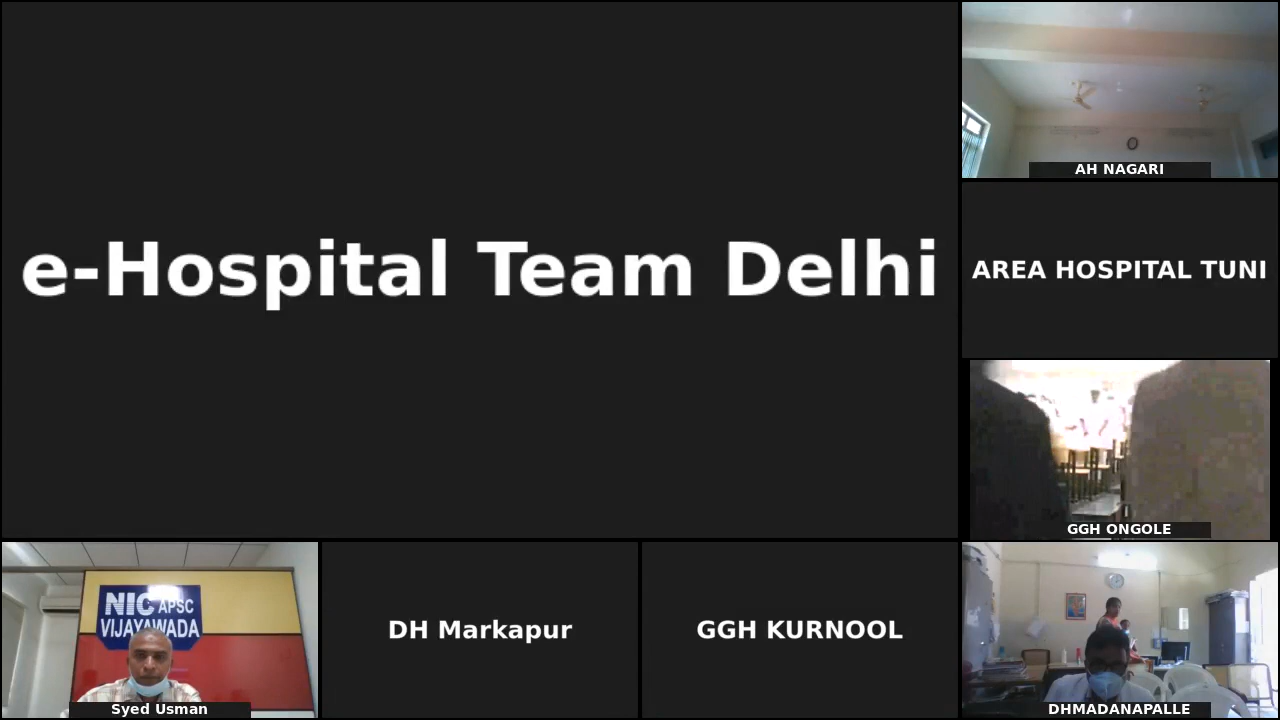 e-Hospital Team Delhi
AH NAGARI
AREA HOSPITAL TUNI
GGH ONGOLE
NIC APSC
VIJAYAWADA
Syed Usman
DH Markapur
GGH KURNOOL
DHMADANAPALLE